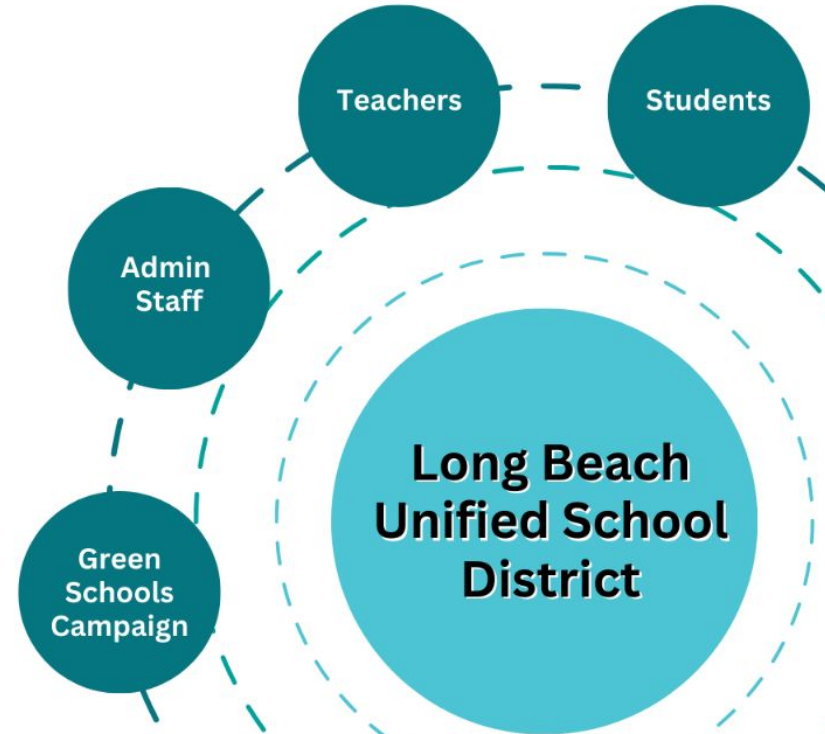 Teachers
Students
Admin
Staff
Long Beach
Unified School
District
Green
Schools
Campaign